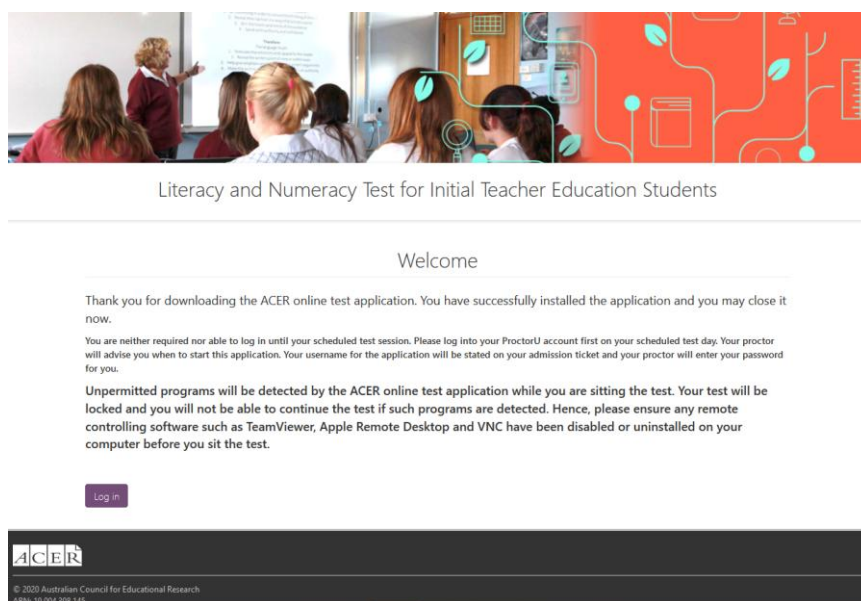 Literacy and Numeracy Test for Initial Teacher Education Students
Welcome
Thank you for downloading the ACER online test application. You have successfully installed the application and you may close it
now.
You are neither required nor able to log in until your scheduled test session. Please log into your ProctorU account first on your scheduled test day. Your proctor
will advise you when to start this application. Your username for the application will be stated on your admission ticket and your proctor will enter your password
for you.
Unpermitted programs will be detected by the ACER online test application while you are sitting the test. Your test will be
locked and you will not be able to continue the test if such programs are detected. Hence, please ensure any remote
controlling software such as TeamViewer, Apple Remote Desktop and VNC have been disabled or uninstalled on your
computer before you sit the test.
Log in
ACER
© 2020 Australian Council for Educational Research